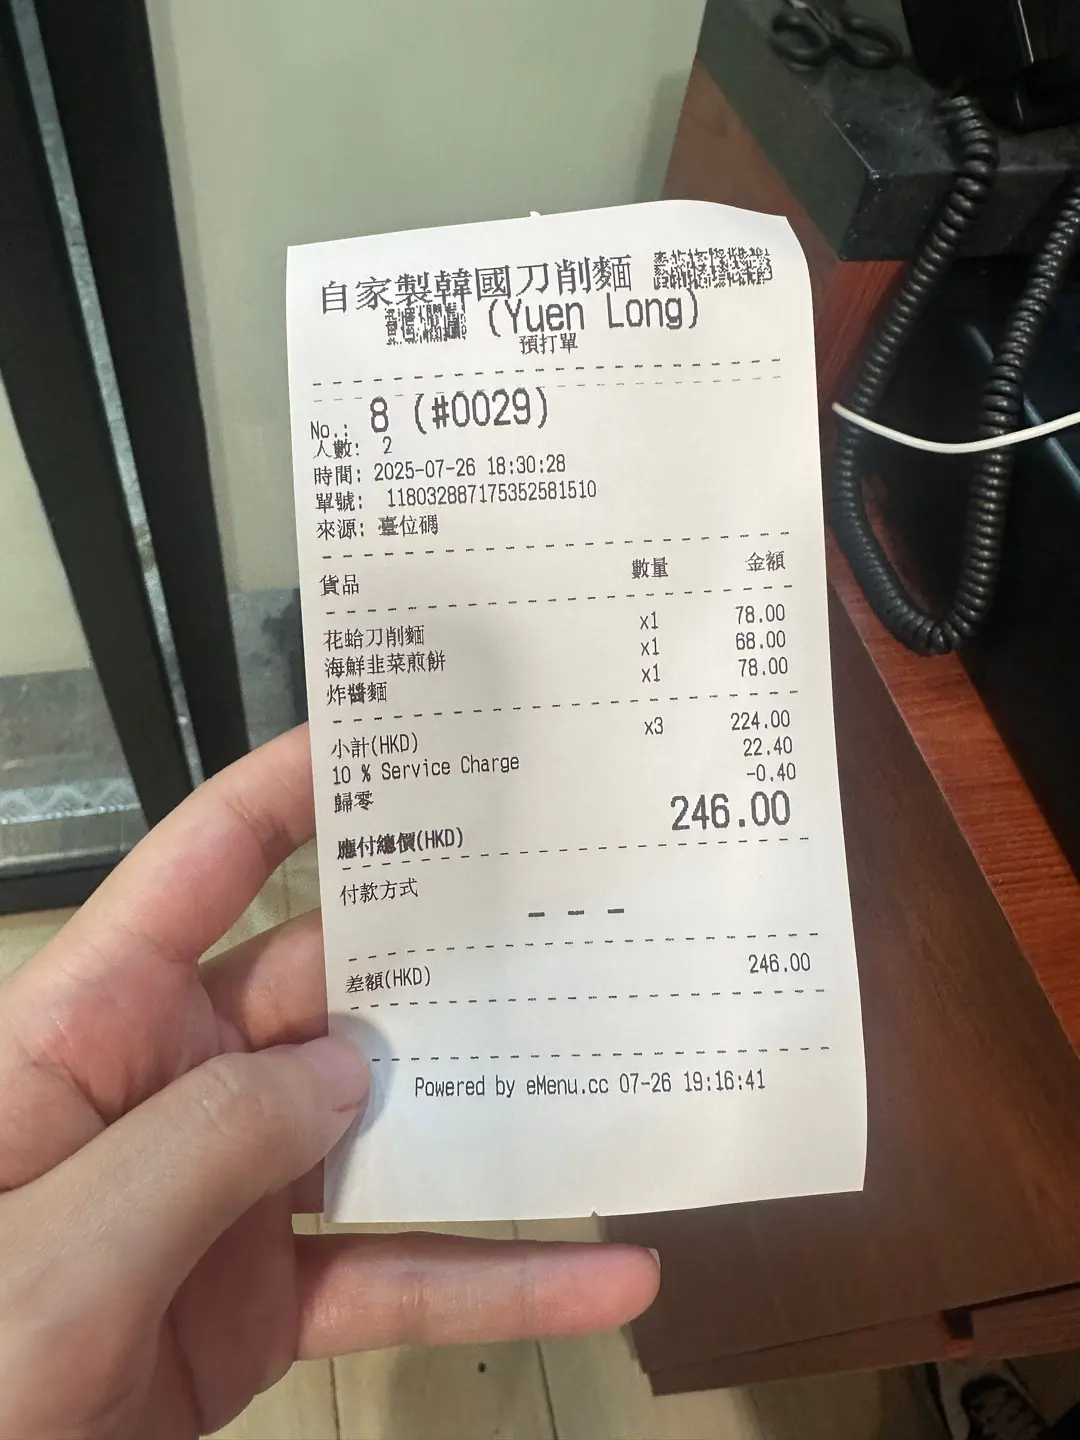 自家製韓國刀削麵
(Yuen Long)
預打單
No.: 8 (#0029)
人數: 2
時間: 2025-07-26 18:30:28
單號: 118032887175352581510
來源: 臺位碼
貨品 數量 金額
花蛤刀削麵 x1 78.00
海鮮韭菜煎餅 x1 68.00
炸醬麵 x1 78.00
小計(HKD) x3 224.00
10 % Service Charge 22.40
歸零 -0.40
應付總價(HKD) 246.00
付款方式
— — —
差額(HKD) 246.00
Powered by eMenu.cc 07-26 19:16:41